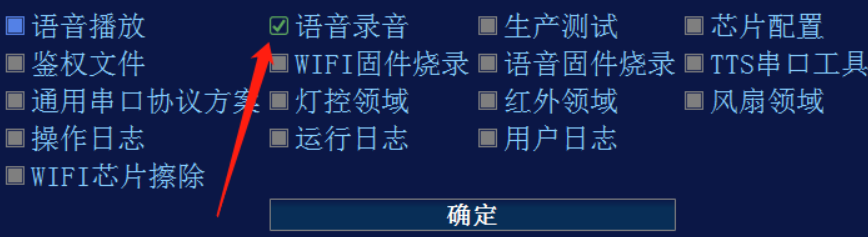 语音播放 语音录音 生产测试 芯片配置
鉴权文件 WIFI固件烧录 语音固件烧录 TTS串口工具
通用串口协议方案 灯控领域 红外领域 风扇领域
操作日志 运行日志 用户日志
WIFI芯片擦除
确定